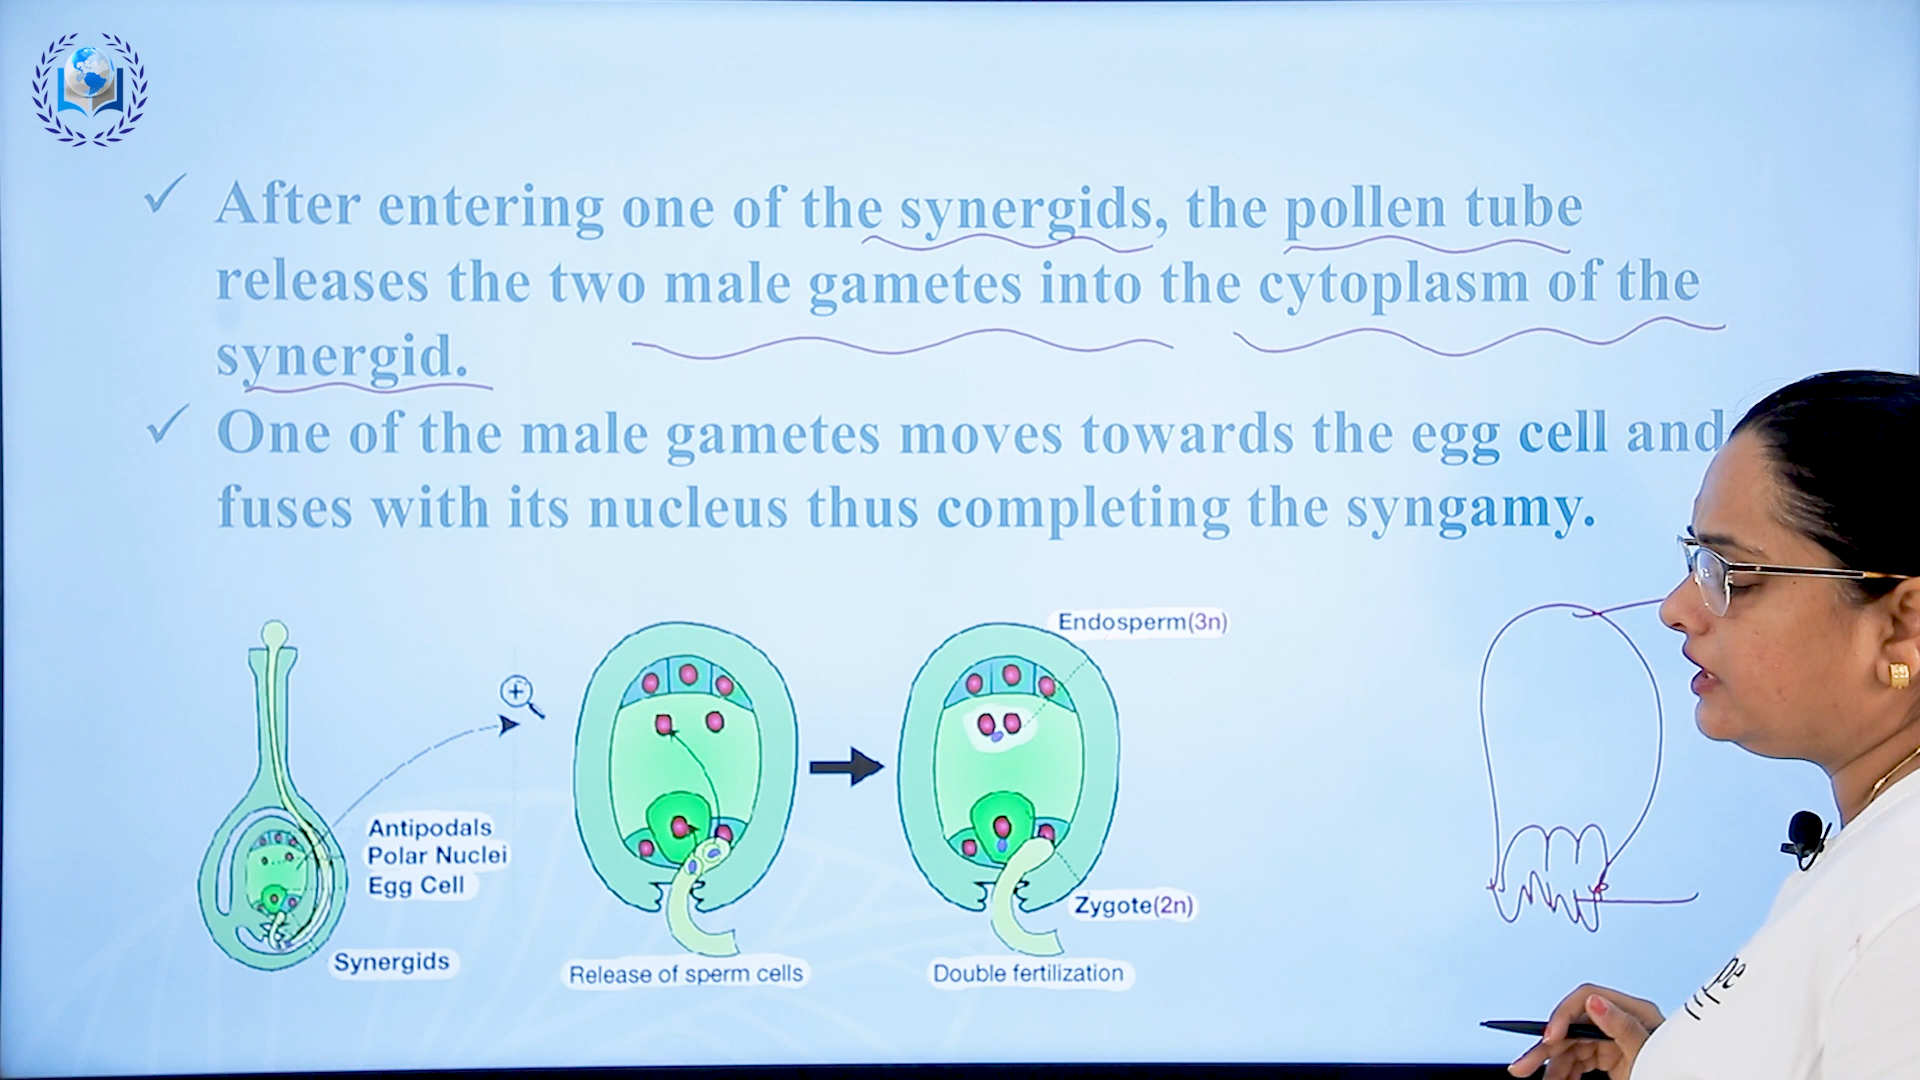 After entering one of the synergids, the pollen tube
releases the two male gametes into the cytoplasm of the
synergid.
One of the male gametes moves towards the egg cell and
fuses with its nucleus thus completing the syngamy.
Endosperm(3n)
Antipodals
Polar Nuclei
Egg Cell
Synergids
Zygote(2n)
Release of sperm cells
Double fertilization